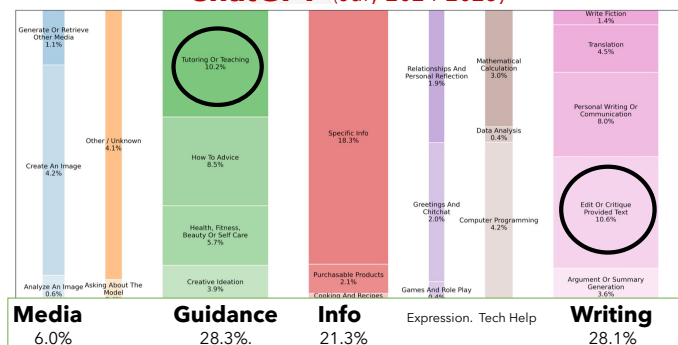 Generate Or Retrieve
Other Media
1.1%
Create An Image
4.2%
Analyze An Image
0.6%
Other / Unknown
4.1%
Asking About The
Model
Tutoring Or Teaching
10.2%
How To Advice
8.5%
Health, Fitness,
Beauty Or Self Care
5.7%
Creative Ideation
3.9%
Specific Info
18.3%
Purchasable Products
2.1%
Cooking And Recipes
Relationships And
Personal Reflection
1.9%
Greetings And
Chitchat
2.0%
Games And Role Play
0.4%
Mathematical
Calculation
3.0%
Data Analysis
0.4%
Computer Programming
4.2%
Write Fiction
1.4%
Translation
4.5%
Personal Writing Or
Communication
8.0%
Edit Or Critique
Provided Text
10.6%
Argument Or Summary
Generation
3.6%
Media
6.0%
Guidance
28.3%.
Info
21.3%
Expression. Tech Help
Writing
28.1%